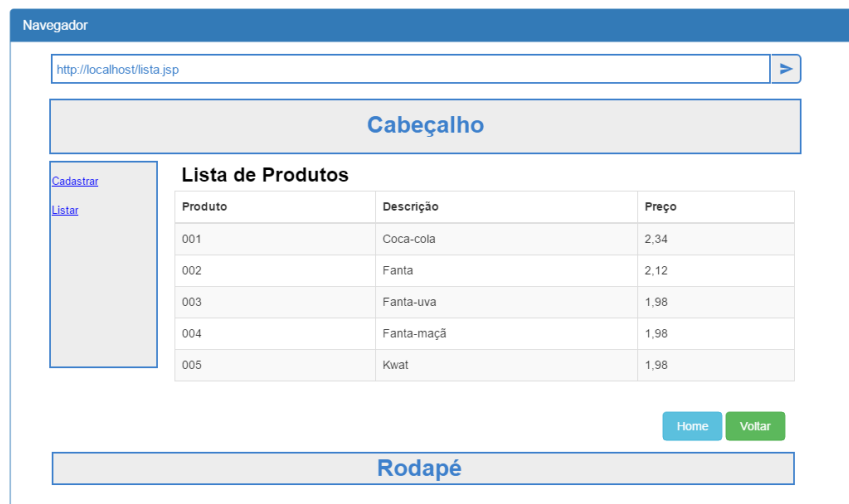 Navegador
http://localhost/lista.jsp
Cabeçalho
Cadastrar
Listar
Lista de Produtos
Produto Descrição Preço
001 Coca-cola 2,34
002 Fanta 2,12
003 Fanta-uva 1,98
004 Fanta-maçã 1,98
005 Kwat 1,98
Home Voltar
Rodapé